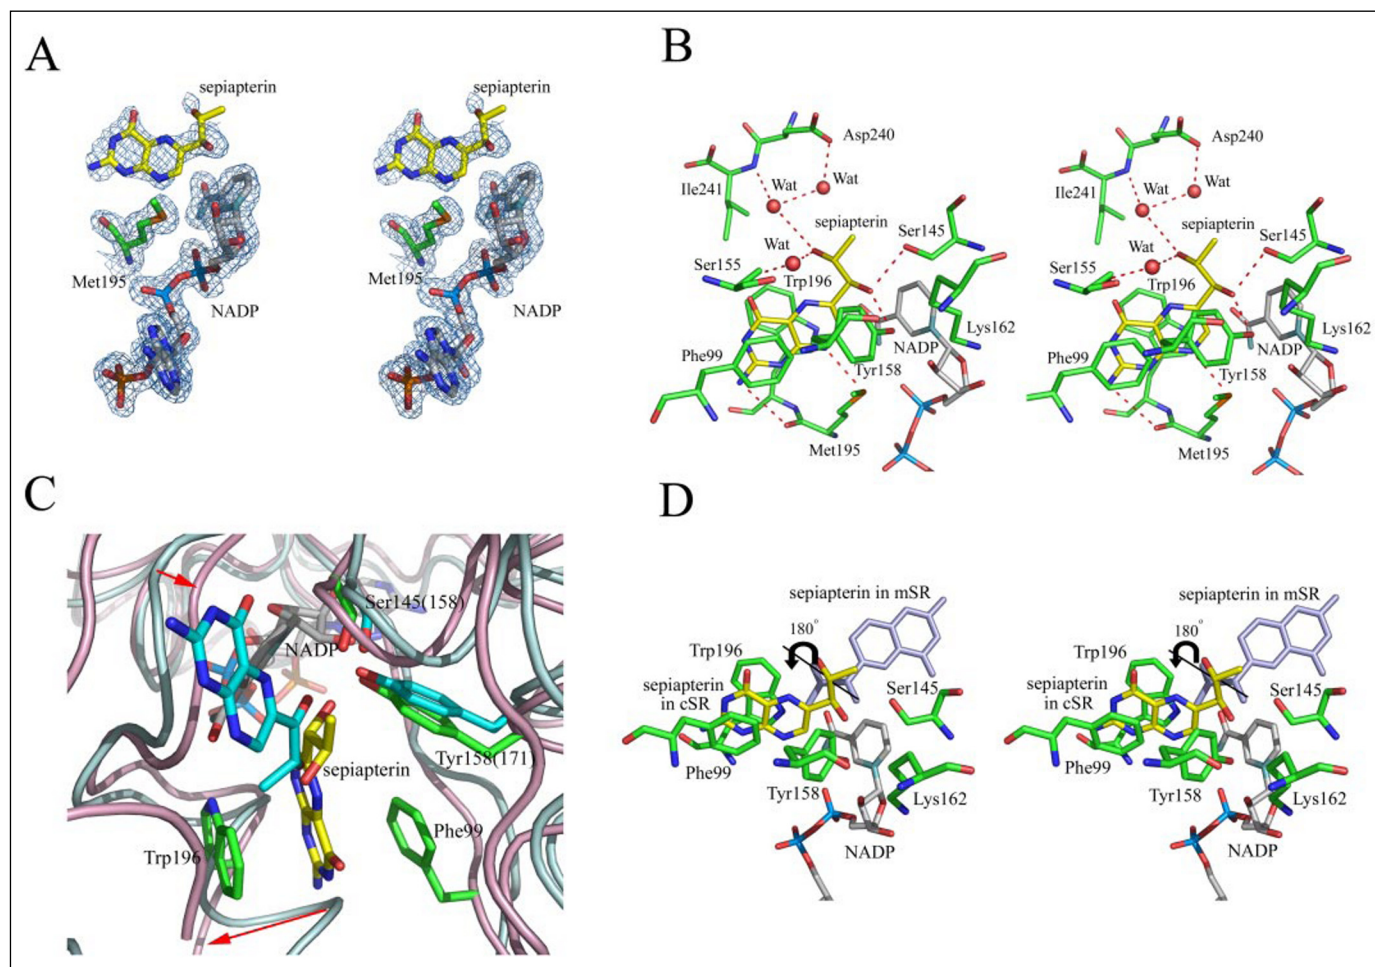 A
sepiapterin
sepiapterin
Met195
Met195
NADP
NADP
B
Asp240
Asp240
Wat
Wat
Ile241
Ile241
Wat
Wat
sepiapterin
sepiapterin
Ser145
Ser145
Wat
Wat
Ser155
Ser155
Trp196
Trp196
Lys162
Lys162
NADP
NADP
Phe99
Phe99
Tyr158
Tyr158
Met195
Met195
C
Ser145(158)
NADP
Tyr158(171)
sepiapterin
Phe99
Trp196
D
sepiapterin in mSR
sepiapterin in mSR
180°
180°
Trp196
Trp196
sepiapterin
in cSR
sepiapterin
in cSR
Ser145
Ser145
Phe99
Phe99
Tyr158
Tyr158
Lys162
Lys162
NADP
NADP